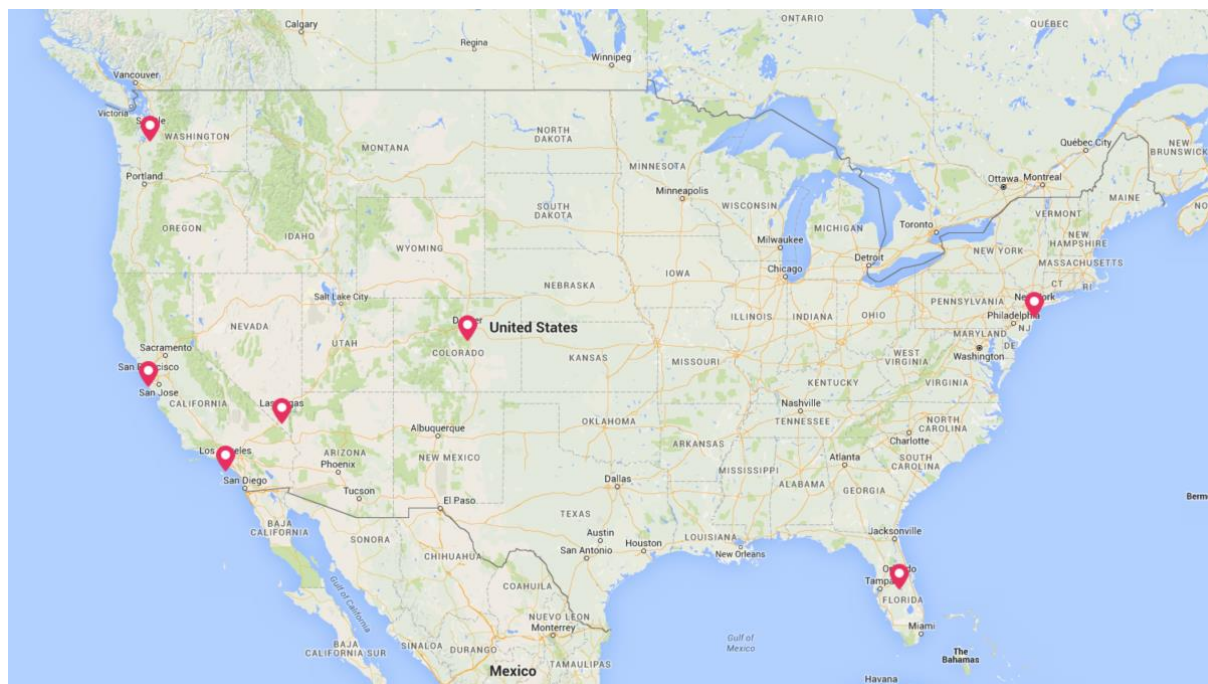 Calgary
ONTARIO
QUÉBEC
Regina
Winnipeg
Vancouver
Victoria
WASHINGTON
NORTH
DAKOTA
MONTANA
Québec City
NEW
BRUNSWICK
MINNESOTA
Ottawa
Montreal
Portland
Minneapolis
MAINE
SOUTH
DAKOTA
WISCONSIN
VERMONT
NO
OREGON
IDAHO
MICHIGAN
Toronto
NEW
HAMPSHIRE
WYOMING
Milwaukee
NEW YORK
Detroit
MASSACHUSETTS
Chicago
IOWA
CT
RI
NEBRASKA
Salt Lake City
PENNSYLVANIA
ILLINOIS
INDIANA
OHIO
Philadelphia
United States
NEVADA
NJ
MARYLAND
DE
UTAH
COLORADO
Sacramento
KANSAS
Washington
MISSOURI
WEST
VIRGINIA
San Jose
KENTUCKY
VIRGINIA
CALIFORNIA
Nashville
TENNESSEE
OKLAHOMA
NORTH
CAROLINA
Albuquerque
Charlotte
ARKANSAS
ARIZONA
NEW MEXICO
Atlanta
SOUTH
CAROLINA
Phoenix
MISSISSIPPI
San Diego
Dallas
ALABAMA
GEORGIA
Tucson
El Paso
Berm
TEXAS
BAJA
CALIFORNIA
SONORA
Austin
Jacksonville
Houston
LOUISIANA
San Antonio
New Orleans
CHIHUAHUA
Gulf of California
COAHUILA
Tampa
FLORIDA
NUEVO LEON
Monterrey
Miami
Gulf of
Mexico
BAJA
CALIFORNIA SUR
SINALOA
DURANGO
The
Bahamas
TAMAULIPAS
Mexico
Havana